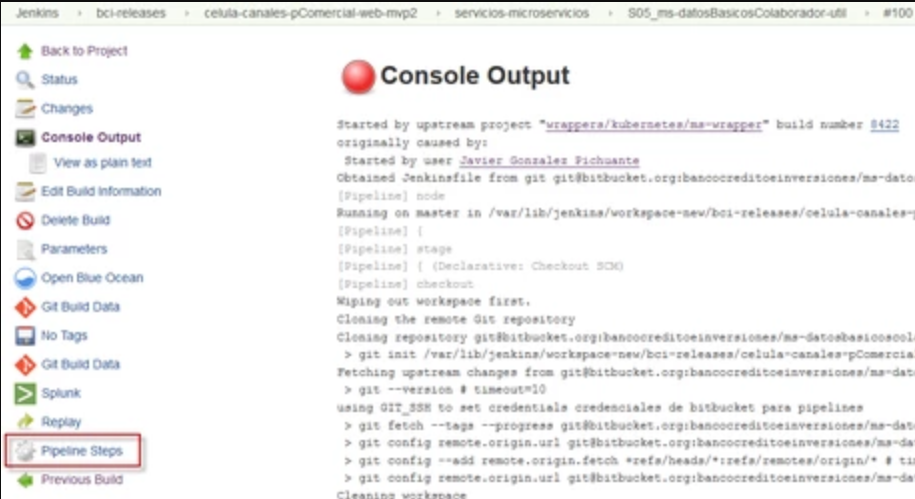 Jenkins › bci-releases › celula-canales-pComercial-web-mvp2 › servicios-microservicios › S05_ms-datosBasicosColaborador-util › #100
Back to Project
Status
Changes
Console Output
View as plain text
Edit Build Information
Delete Build
Parameters
Open Blue Ocean
Git Build Data
No Tags
Git Build Data
Splunk
Replay
Pipeline Steps
Previous Build
Console Output
Started by upstream project "wrappers/kubernetes/ms-wrapper" build number 8422
originally caused by:
Started by user Javier Gonzalez Pichuante
Obtained Jenkinsfile from git git@bitbucket.org:bancocreditoeinversiones/ms-dato
[Pipeline] node
Running on master in /var/lib/jenkins/workspace-new/bci-releases/celula-canales-p
[Pipeline] {
[Pipeline] stage
[Pipeline] { (Declarative: Checkout SCM)
[Pipeline] checkout
Wiping out workspace first.
Cloning the remote Git repository
Cloning repository git@bitbucket.org:bancocreditoeinversiones/ms-datosbasicoscola
> git init /var/lib/jenkins/workspace-new/bci-releases/celula-canales-pComercia
Fetching upstream changes from git@bitbucket.org:bancocreditoeinversiones/ms-dato
> git --version # timeout=10
using GIT_SSH to set credentials credenciales de bitbucket para pipelines
> git fetch --tags --progress git@bitbucket.org:bancocreditoeinversiones/ms-dat
> git config remote.origin.url git@bitbucket.org:bancocreditoeinversiones/ms-da
> git config --add remote.origin.fetch +refs/heads/*:refs/remotes/origin/* # ti
> git config remote.origin.url git@bitbucket.org:bancocreditoeinversiones/ms-da
Cleaning workspace